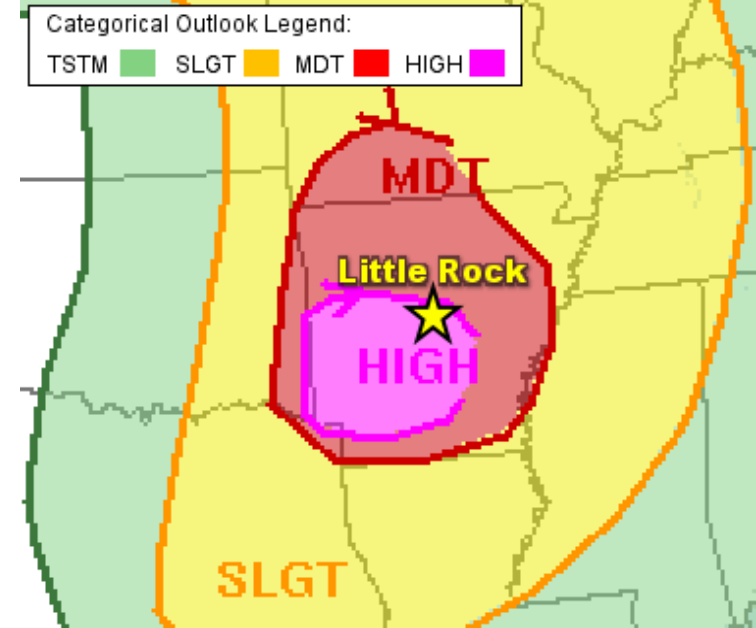 Categorical Outlook Legend:
TSTM SLGT MDT HIGH
MDT
Little Rock
HIGH
SLGT